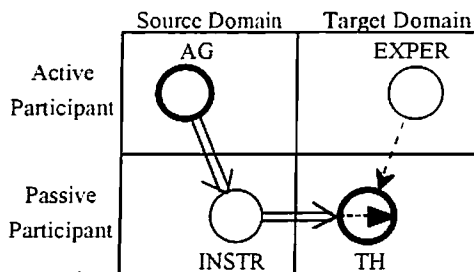 Source Domain Target Domain
AG EXPER
Active
Participant
Passive
Participant
INSTR TH